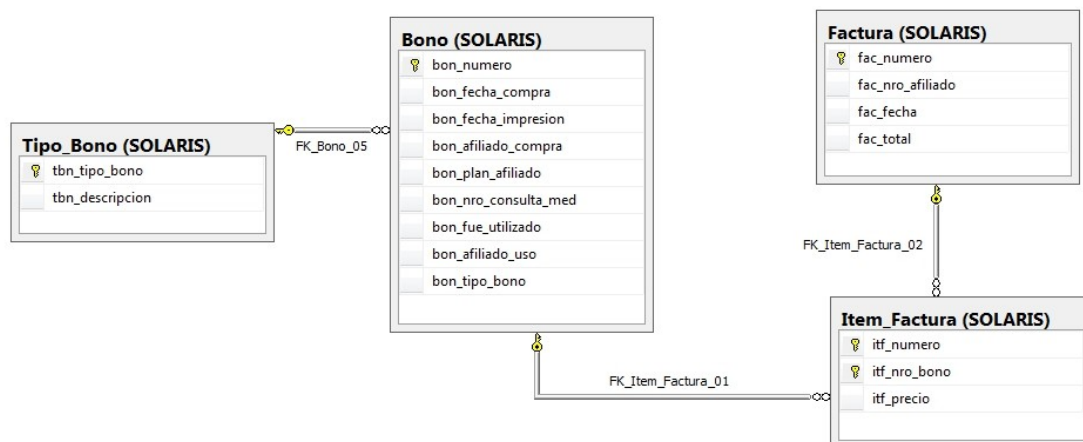 Tipo_Bono (SOLARIS)
tbn_tipo_bono
tbn_descripcion
FK_Bono_05
Bono (SOLARIS)
bon_numero
bon_fecha_compra
bon_fecha_impresion
bon_afiliado_compra
bon_plan_afiliado
bon_nro_consulta_med
bon_fue_utilizado
bon_afiliado_uso
bon_tipo_bono
Factura (SOLARIS)
fac_numero
fac_nro_afiliado
fac_fecha
fac_total
FK_Item_Factura_02
FK_Item_Factura_01
Item_Factura (SOLARIS)
itf_numero
itf_nro_bono
itf_precio